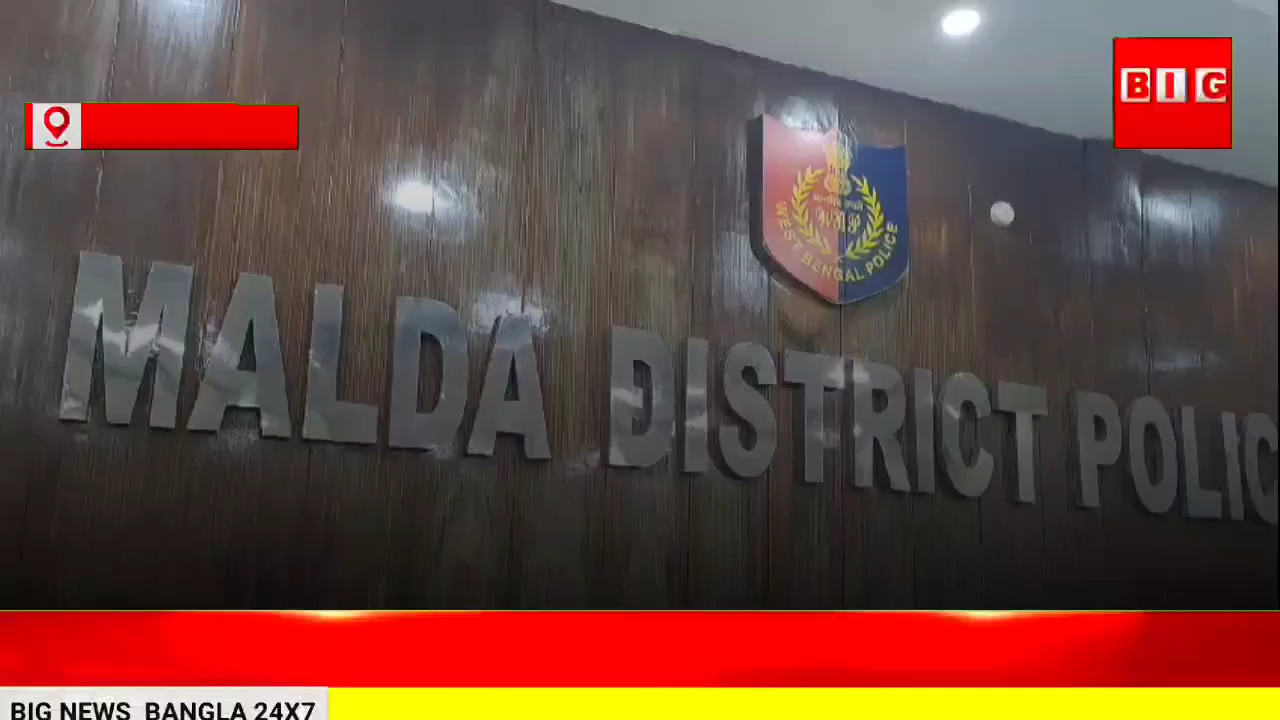 BIG
WEST BENGAL POLICE
MALDA DISTRICT POLIC
BIG NEWS BANGLA 24X7